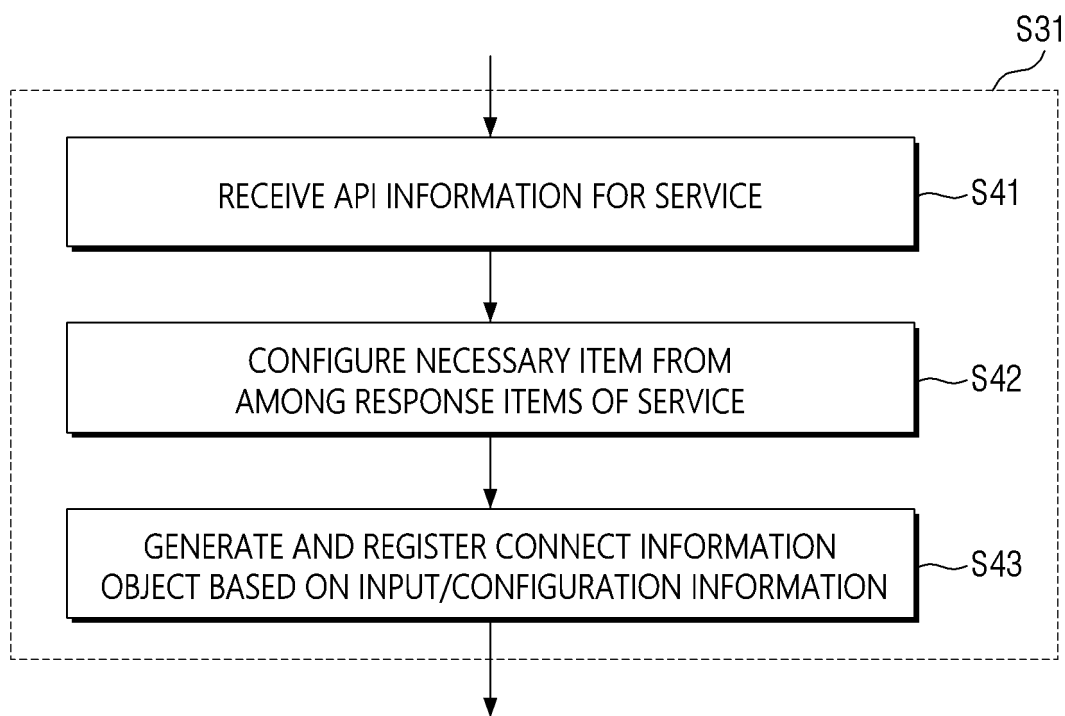 S31
RECEIVE API INFORMATION FOR SERVICE
S41
CONFIGURE NECESSARY ITEM FROM
AMONG RESPONSE ITEMS OF SERVICE
S42
GENERATE AND REGISTER CONNECT INFORMATION
OBJECT BASED ON INPUT/CONFIGURATION INFORMATION
S43